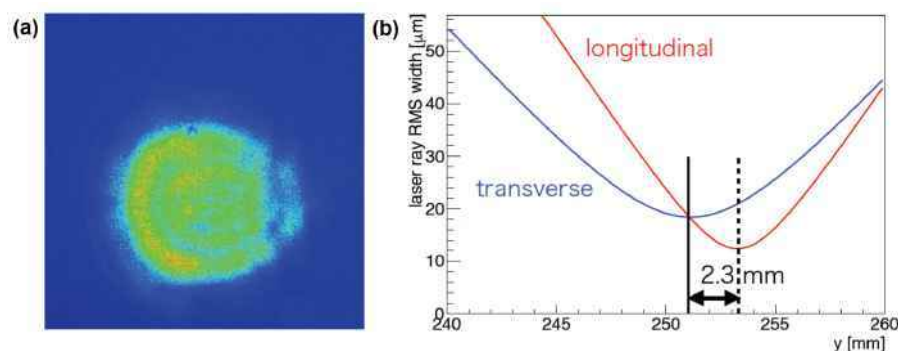 (a)
(b)
laser ray RMS width [μm]
50
40
30
20
10
0
longitudinal
transverse
2.3 mm
240
245
250
255
260
y [mm]